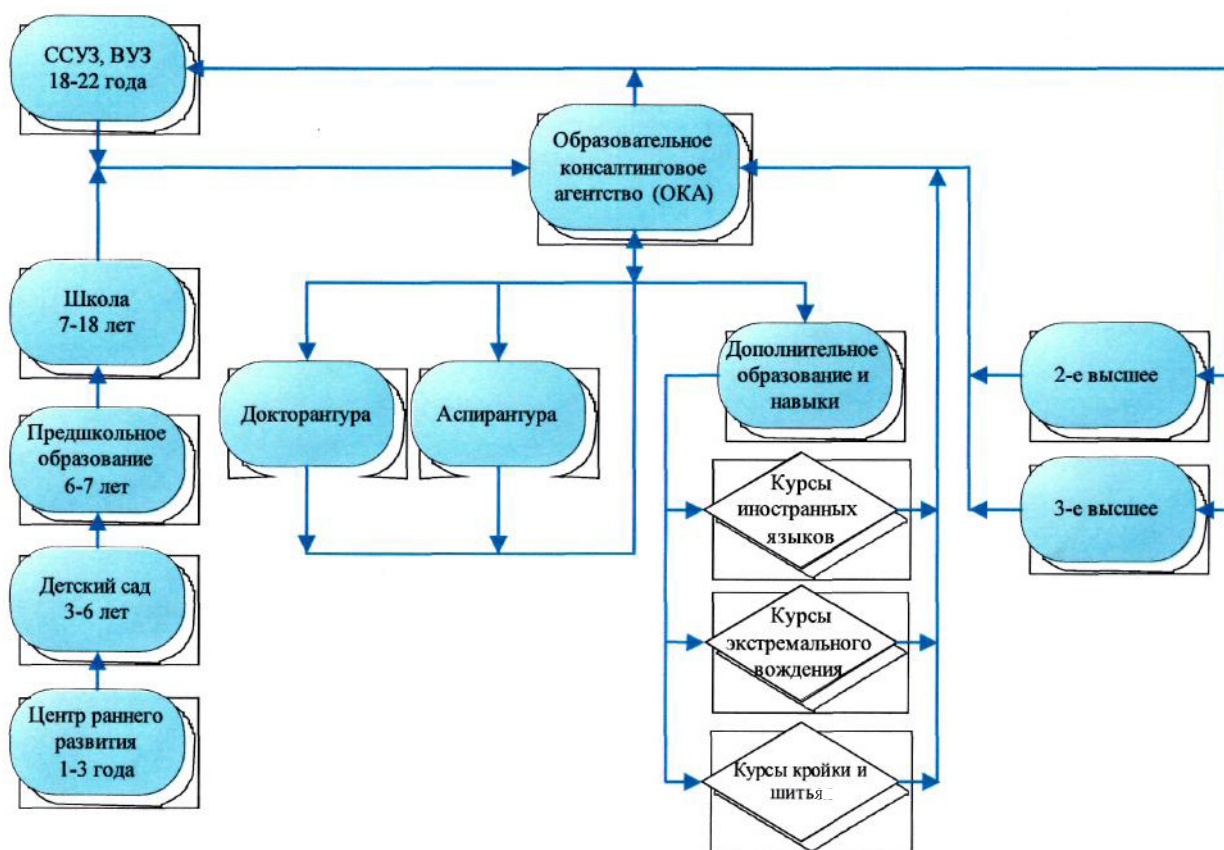 ССУЗ, ВУЗ
18-22 года
Образовательное
консалтинговое
агентство (ОКА)
Школа
7-18 лет
Докторантура
Аспирантура
Дополнительное
образование и
навыки
2-е высшее
Предшкольное
образование
6-7 лет
Курсы
иностранных
языков
3-е высшее
Детский сад
3-6 лет
Курсы
экстремального
вождения
Центр раннего
развития
1-3 года
Курсы кройки и
шитья